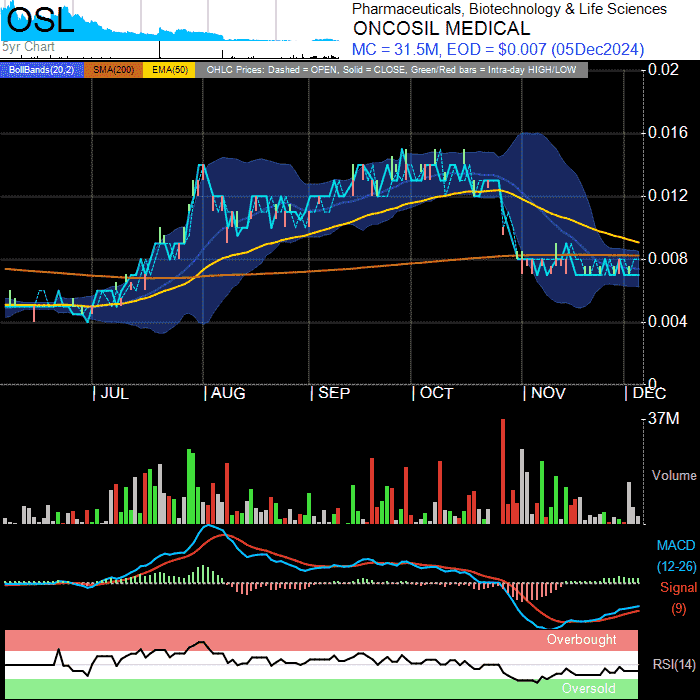 OSL
5yr Chart
Pharmaceuticals, Biotechnology & Life Sciences
ONCOSIL MEDICAL
MC = 31.5M, EOD = $0.007 (05Dec2024)
BollBands(20,2) SMA(200) EMA(50) OHLC Prices: Dashed = OPEN, Solid = CLOSE, Green/Red bars = Intra-day HIGH/LOW
0.02
0.016
0.012
0.008
0.004
0
JUL AUG SEP OCT NOV DEC
37M
Volume
MACD
(12-26)
Signal
(9)
Overbought
RSI(14)
Oversold